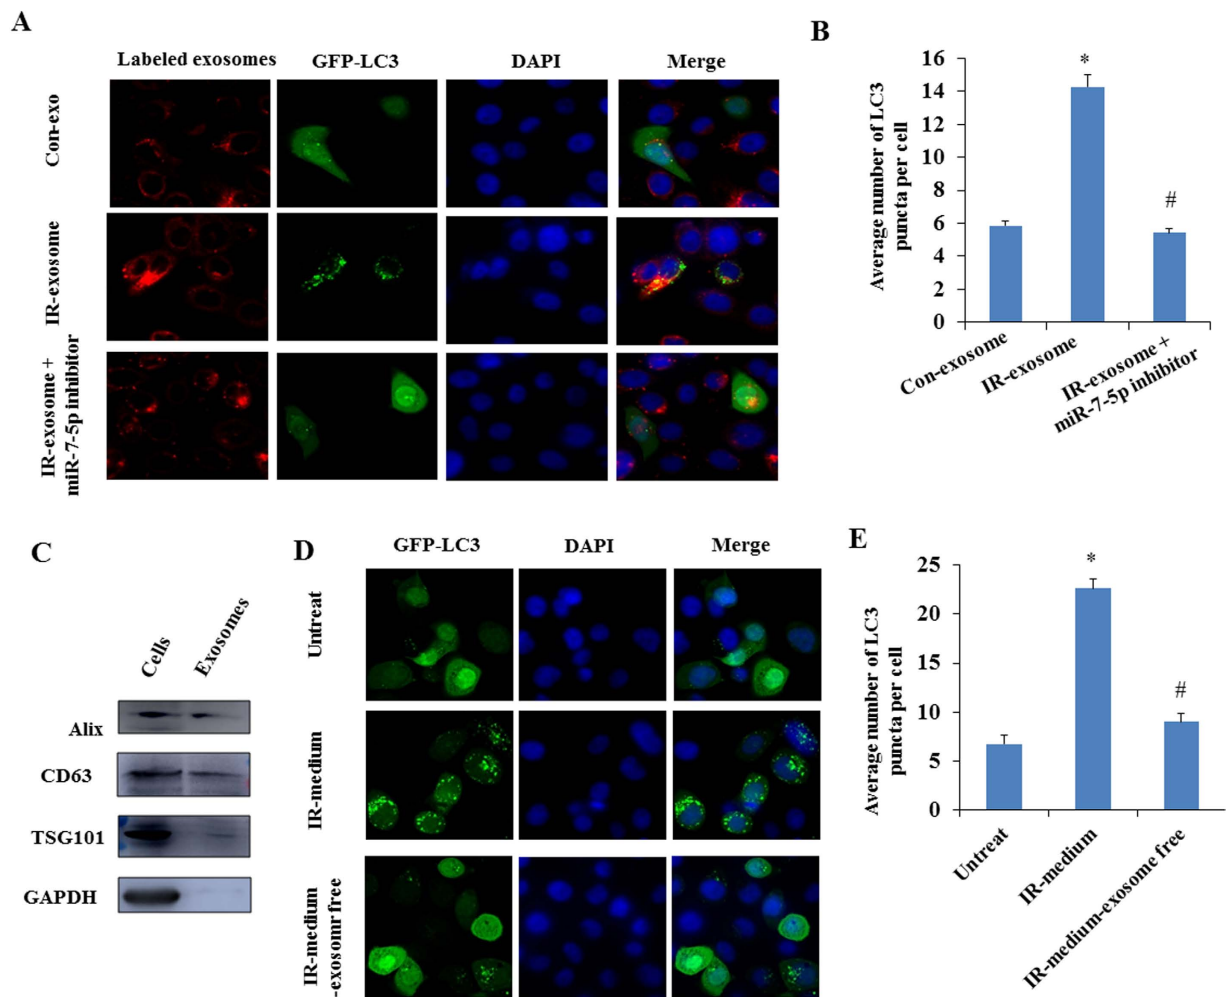 A
Labeled exosomes GFP-LC3 DAPI Merge
Con-exo
IR-exosome
IR-exosome +
miR-7-5p inhibitor
B
Average number of LC3
puncta per cell
16
14
12
10
8
6
4
2
0
*
#
Con-exosome
IR-exosome
IR-exosome +
miR-7-5p inhibitor
C
Cells
Exosomes
Alix
CD63
TSG101
GAPDH
D
GFP-LC3 DAPI Merge
Untreat
IR-medium
IR-medium
-exosomr free
E
Average number of LC3
puncta per cell
25
20
15
10
5
0
*
#
Untreat
IR-medium
IR-medium-exosome free